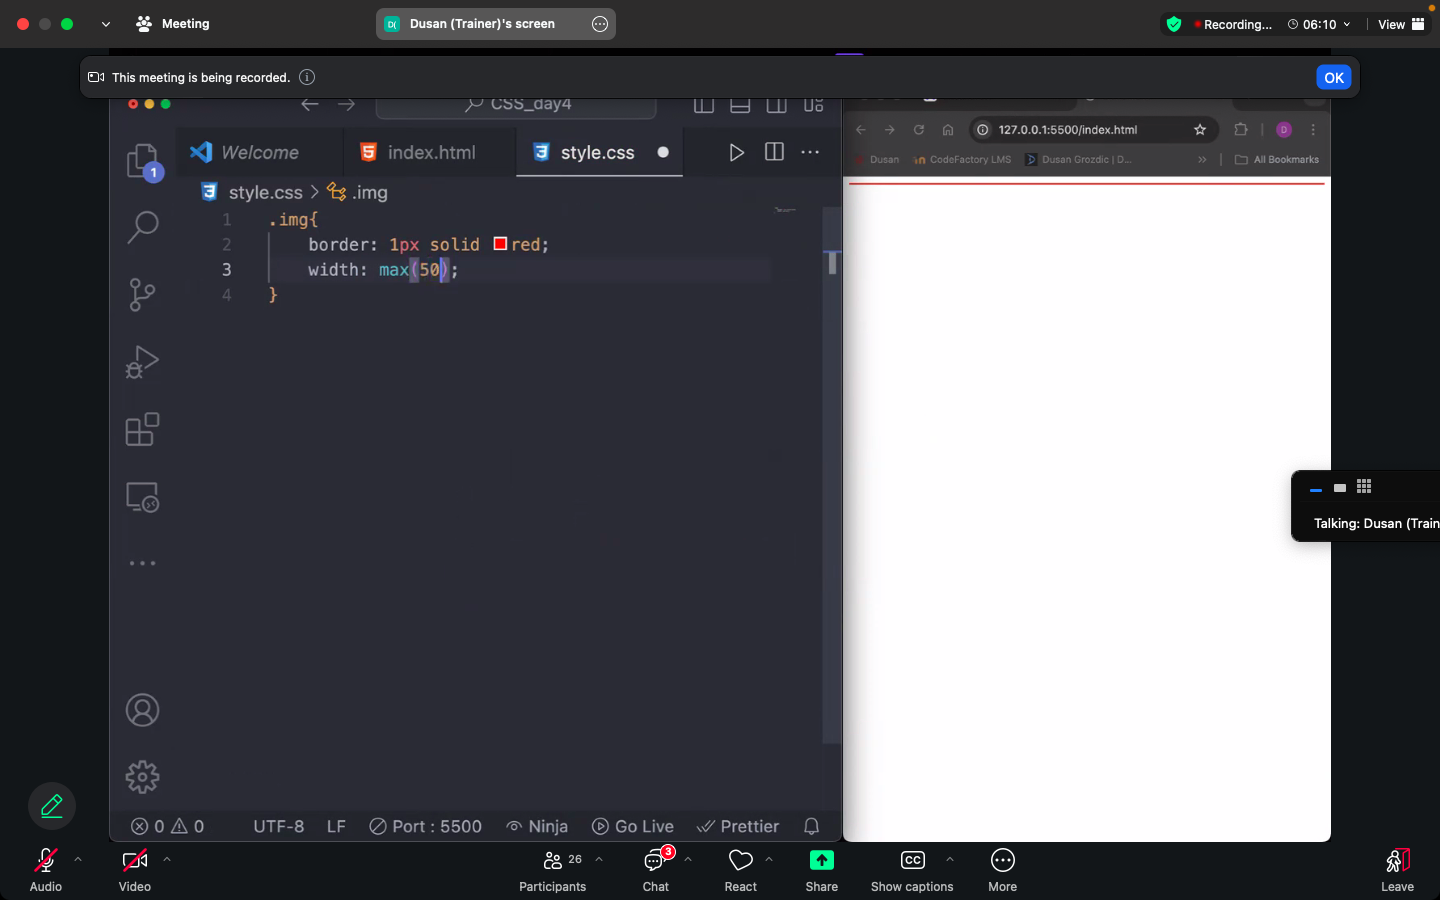 Meeting
D( Dusan (Trainer)'s screen
Recording...
06:10
View
This meeting is being recorded.
OK
CSS_day4
1
Welcome
index.html
style.css
style.css > .img
1 .img{
2 border: 1px solid red;
3 width: max(50);
4 }
0 0
UTF-8
LF
Port : 5500
Ninja
Go Live
Prettier
127.0.0.1:5500/index.html
D
Dusan
CodeFactory LMS
Dusan Grozdic | D...
»
All Bookmarks
Talking: Dusan (Train
Audio
Video
26
Participants
3
Chat
React
Share
CC
Show captions
More
Leave